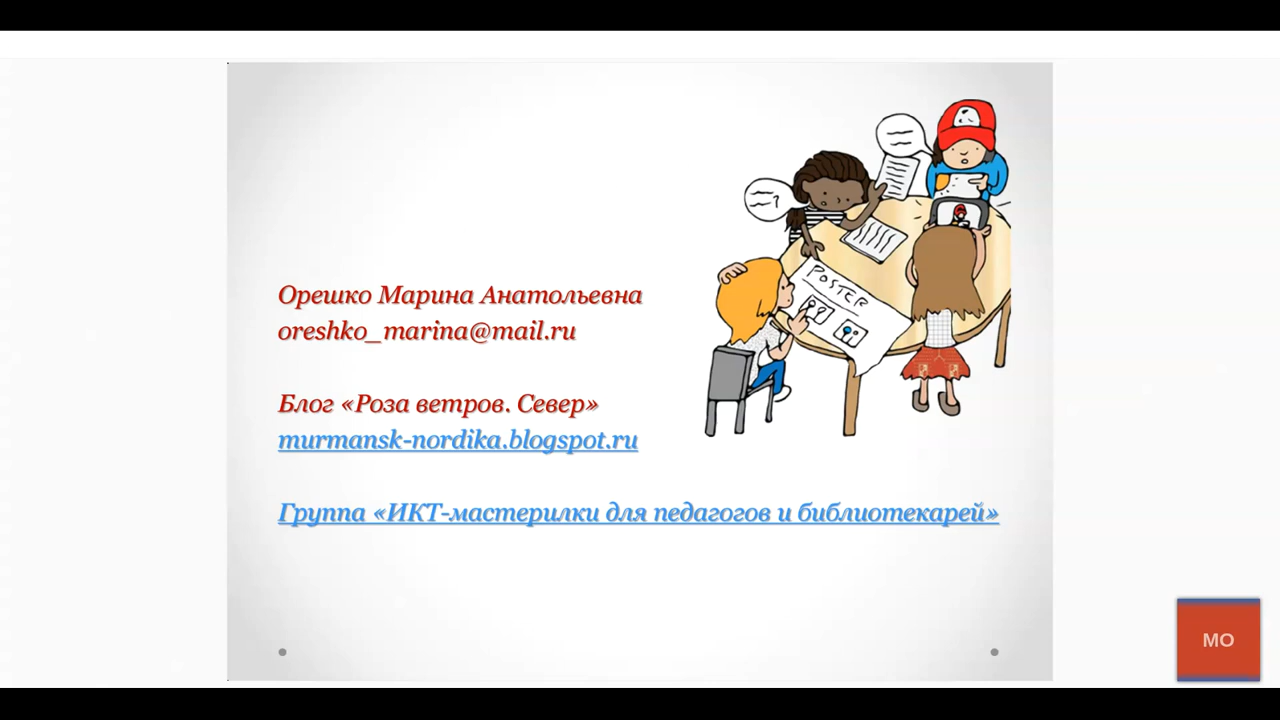 Орешко Марина Анатольевна
oreshko_marina@mail.ru
Блог «Роза ветров. Север»
murmansk-nordika.blogspot.ru
Группа «ИКТ-мастерилки для педагогов и библиотекарей»
POSTER
?
MO